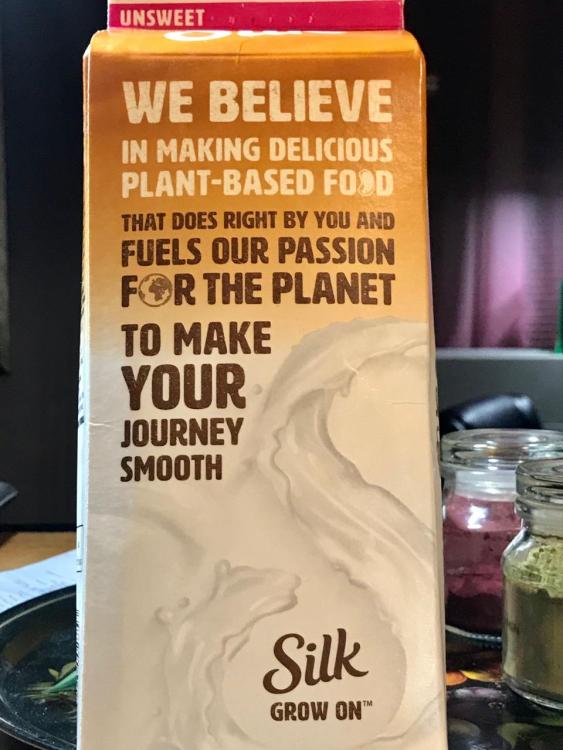 UNSWEET
WE BELIEVE
IN MAKING DELICIOUS
PLANT-BASED FOOD
THAT DOES RIGHT BY YOU AND
FUELS OUR PASSION
FOR THE PLANET
TO MAKE
YOUR
JOURNEY
SMOOTH
Silk
GROW ON™